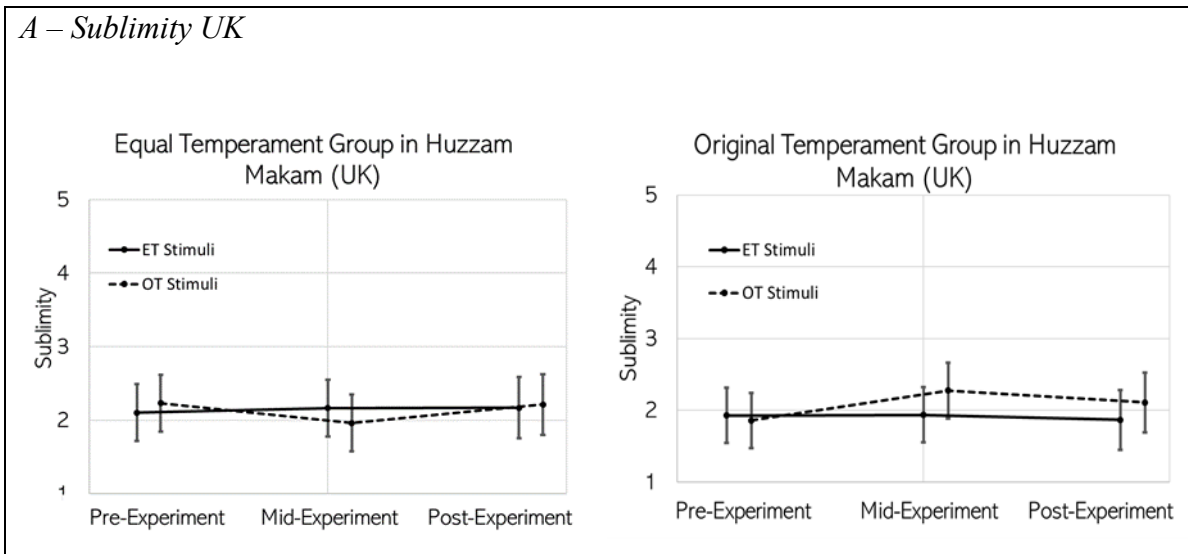 A – Sublimity UK
Equal Temperament Group in Huzzam
Makam (UK)
5
4
3
2
1
Sublimity
ET Stimuli
OT Stimuli
Pre-Experiment Mid-Experiment Post-Experiment
Original Temperament Group in Huzzam
Makam (UK)
5
4
3
2
1
Sublimity
ET Stimuli
OT Stimuli
Pre-Experiment Mid-Experiment Post-Experiment